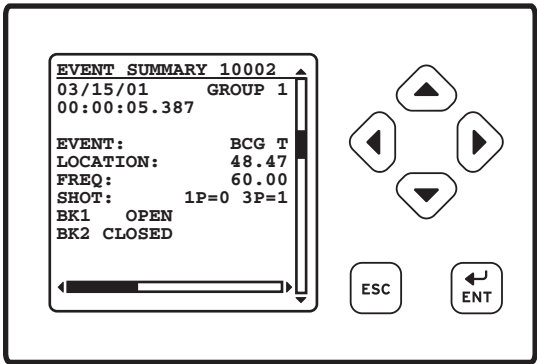 EVENT SUMMARY 10002
03/15/01 GROUP 1
00:00:05.387
EVENT: BCG T
LOCATION: 48.47
FREQ: 60.00
SHOT: 1P=0 3P=1
BK1 OPEN
BK2 CLOSED
ESC
ENT